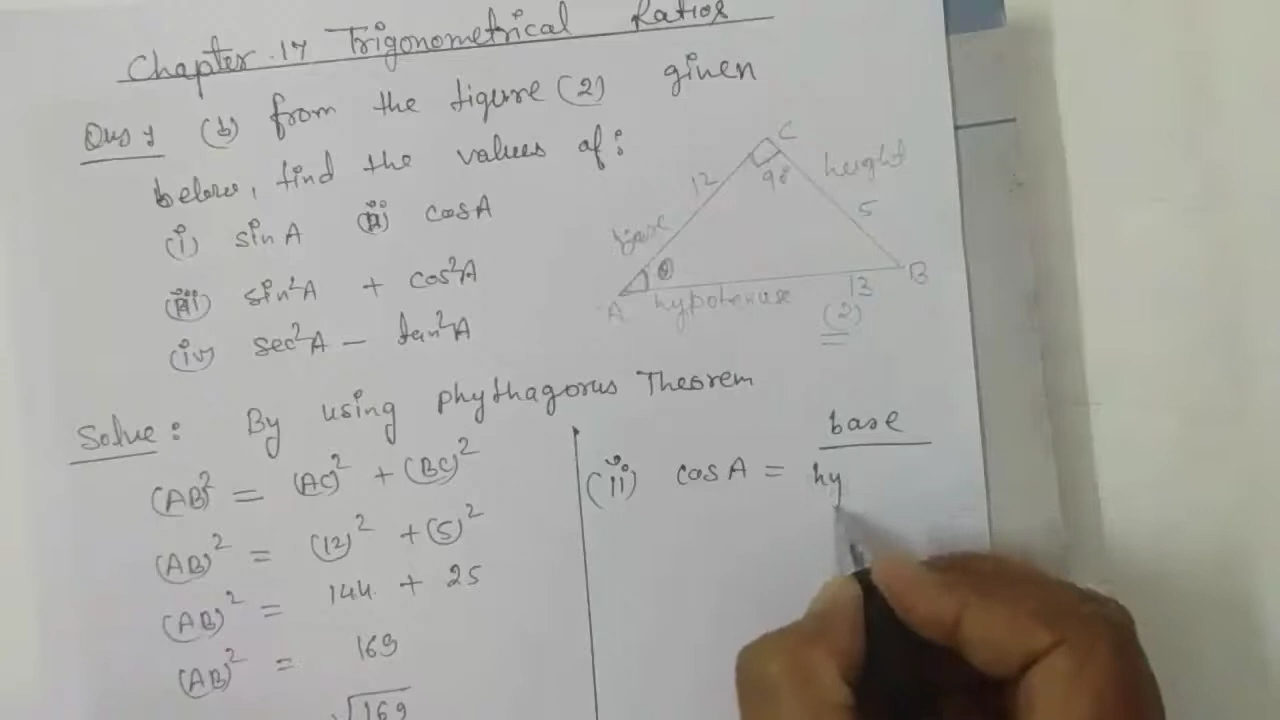 Chapter. 17 Trigonometrical Ratios
Ques 1 (b) from the figure (2) given
below, find the values of:
(i) sin A (ii) cosA
(iii) sin²A + cos²A
(iv) sec²A - tan²A
C
12
90°
height
base
5
θ
A
hypotenuse
13
B
(2)
Solve: By using phythagorus Theorem
(AB)² = (AC)² + (BC)²
(AB)² = (12)² + (5)²
(AB)² = 144 + 25
(AB)² = 169
√169
(ii) cos A = base
hy